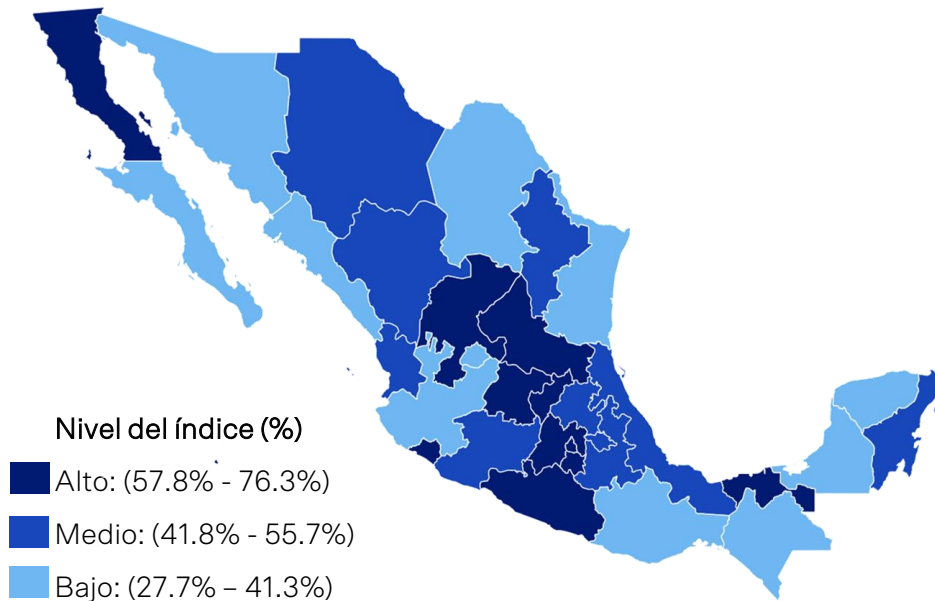 Nivel del índice (%)
Alto: (57.8% - 76.3%)
Medio: (41.8% - 55.7%)
Bajo: (27.7% – 41.3%)